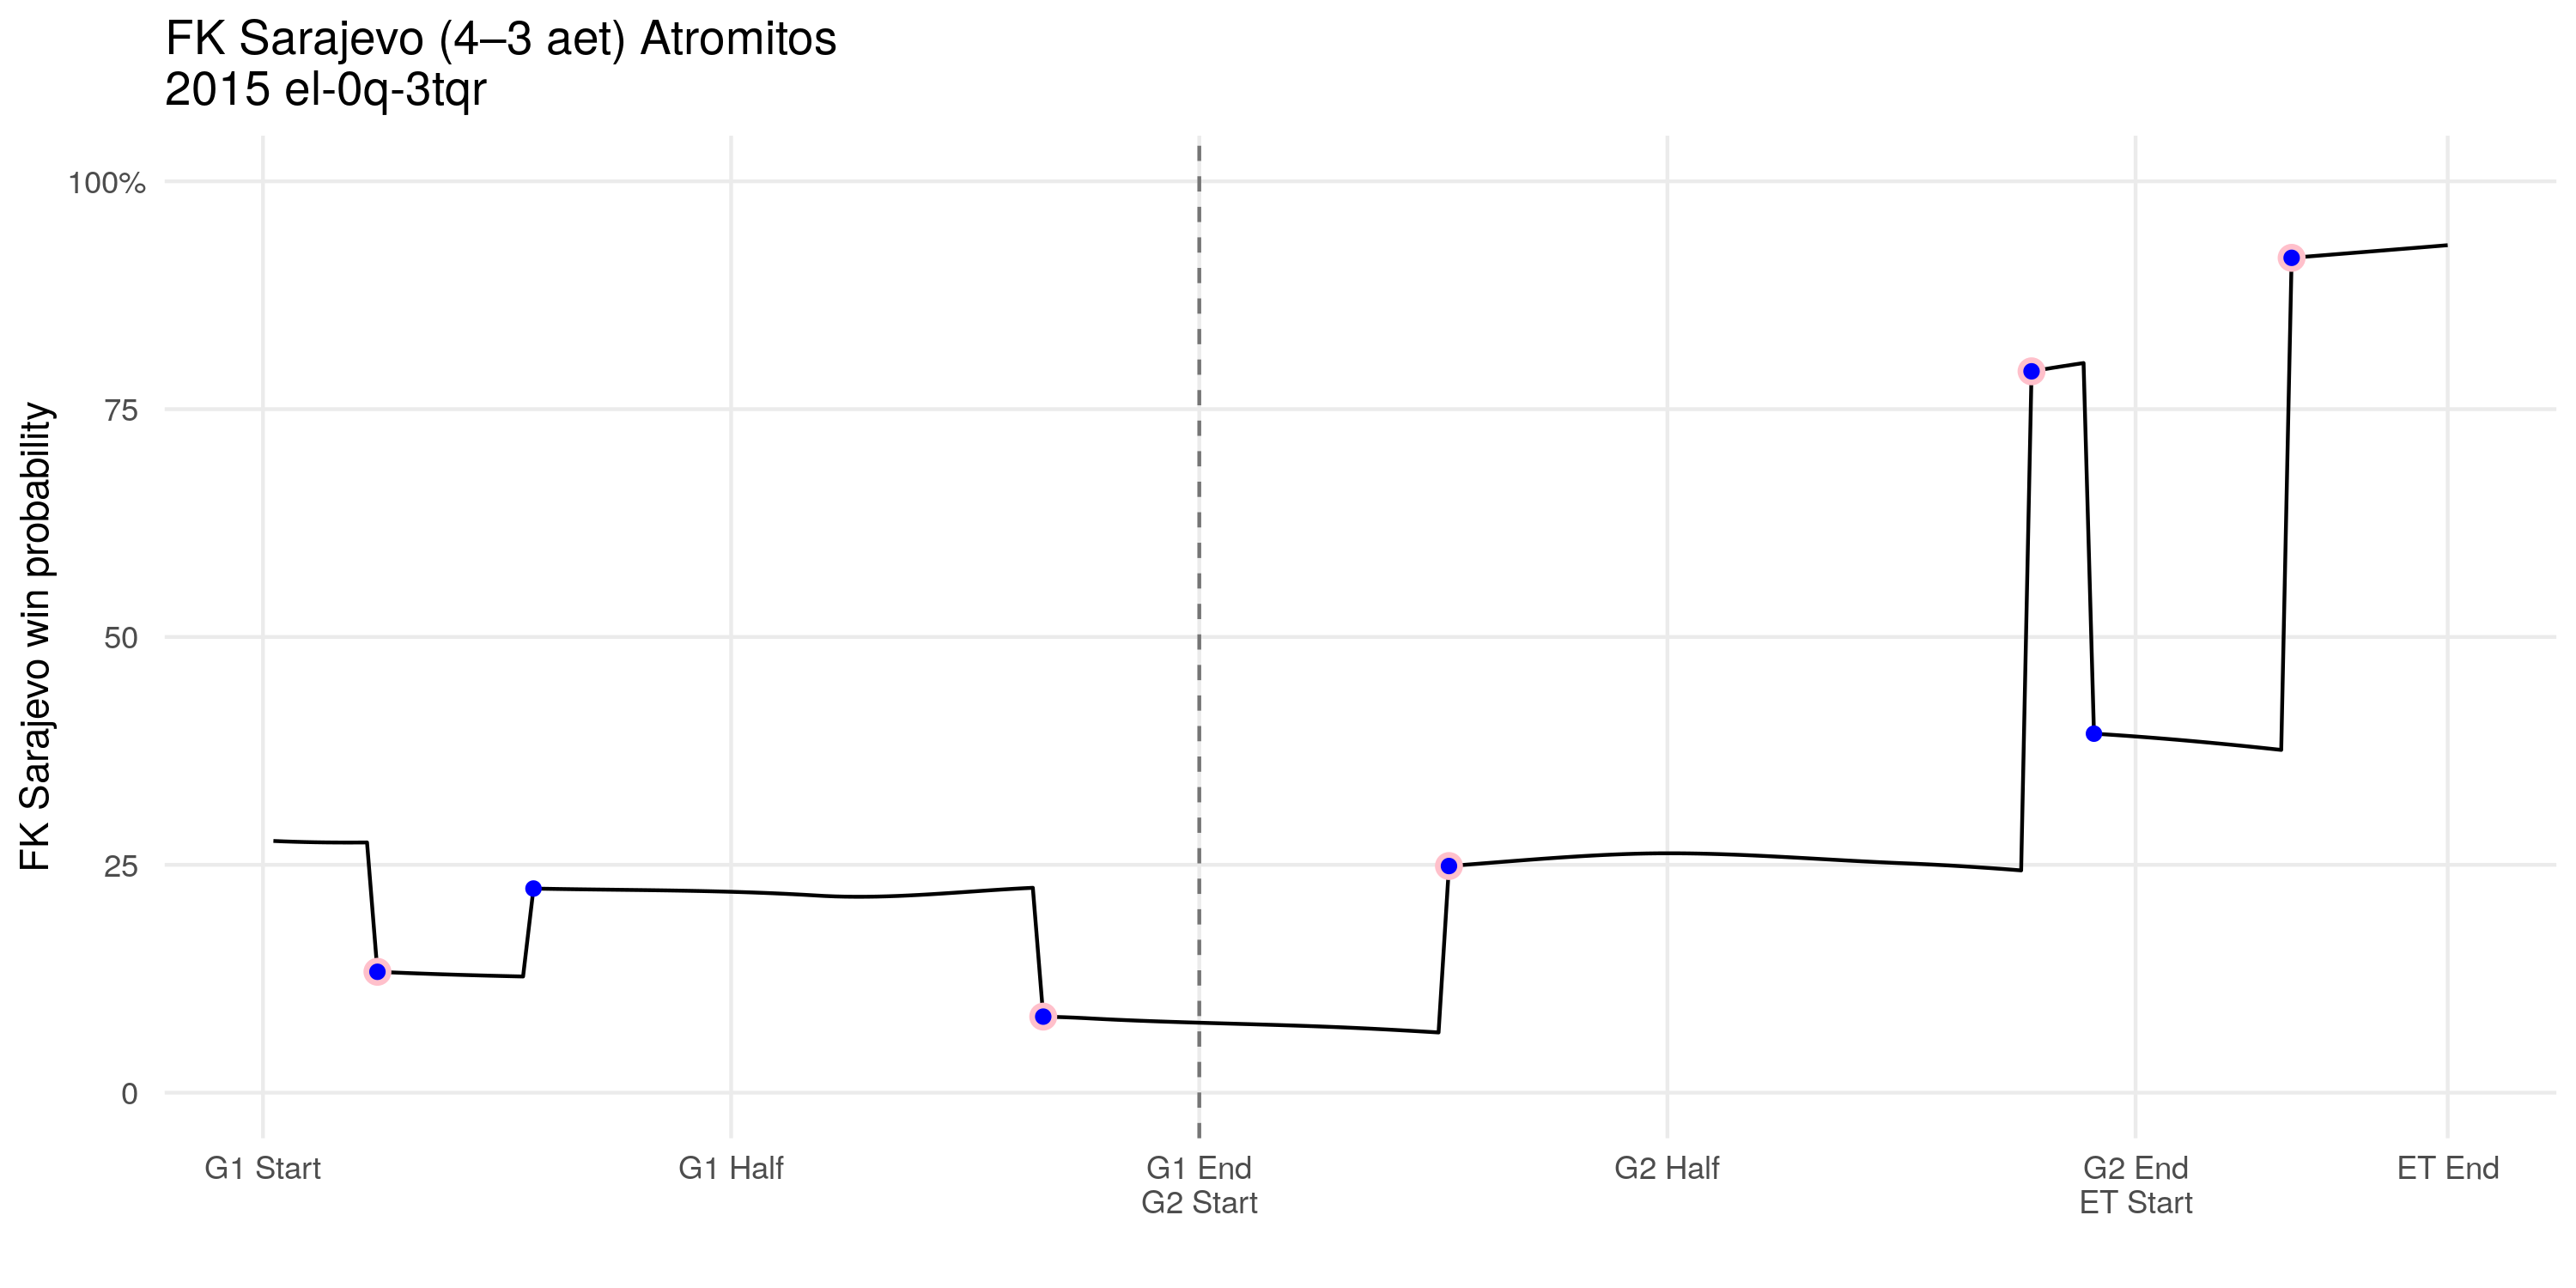 FK Sarajevo (4–3 aet) Atromitos
2015 el-0q-3tqr
FK Sarajevo win probability
100%
75
50
25
0
G1 Start
G1 Half
G1 End
G2 Start
G2 Half
G2 End
ET Start
ET End